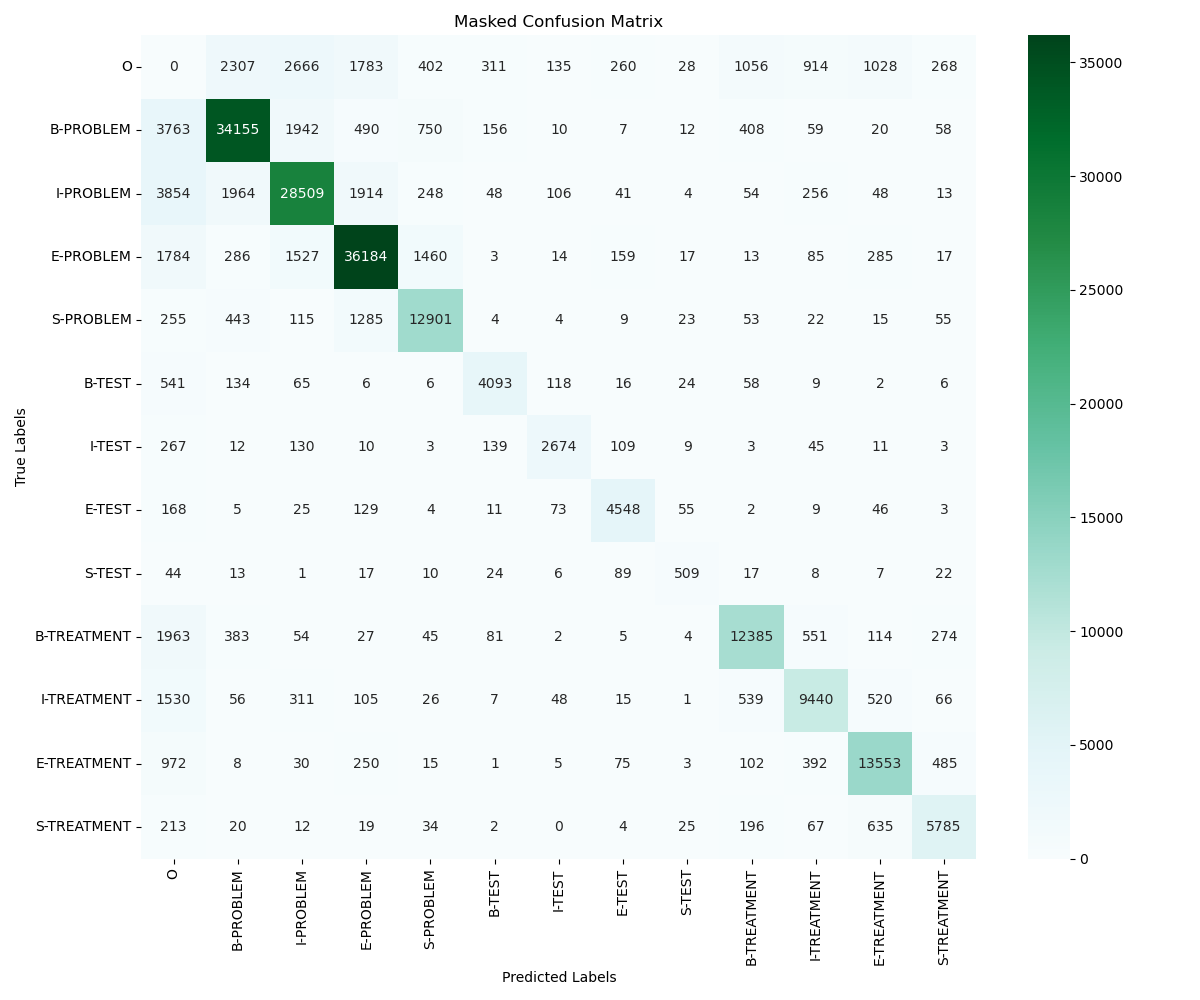 Masked Confusion Matrix
O 0 2307 2666 1783 402 311 135 260 28 1056 914 1028 268
B-PROBLEM 3763 34155 1942 490 750 156 10 7 12 408 59 20 58
I-PROBLEM 3854 1964 28509 1914 248 48 106 41 4 54 256 48 13
E-PROBLEM 1784 286 1527 36184 1460 3 14 159 17 13 85 285 17
S-PROBLEM 255 443 115 1285 12901 4 4 9 23 53 22 15 55
B-TEST 541 134 65 6 6 4093 118 16 24 58 9 2 6
I-TEST 267 12 130 10 3 139 2674 109 9 3 45 11 3
E-TEST 168 5 25 129 4 11 73 4548 55 2 9 46 3
S-TEST 44 13 1 17 10 24 6 89 509 17 8 7 22
B-TREATMENT 1963 383 54 27 45 81 2 5 4 12385 551 114 274
I-TREATMENT 1530 56 311 105 26 7 48 15 1 539 9440 520 66
E-TREATMENT 972 8 30 250 15 1 5 75 3 102 392 13553 485
S-TREATMENT 213 20 12 19 34 2 0 4 25 196 67 635 5785
O B-PROBLEM I-PROBLEM E-PROBLEM S-PROBLEM B-TEST I-TEST E-TEST S-TEST B-TREATMENT I-TREATMENT E-TREATMENT S-TREATMENT
Predicted Labels
True Labels
35000
30000
25000
20000
15000
10000
5000
0